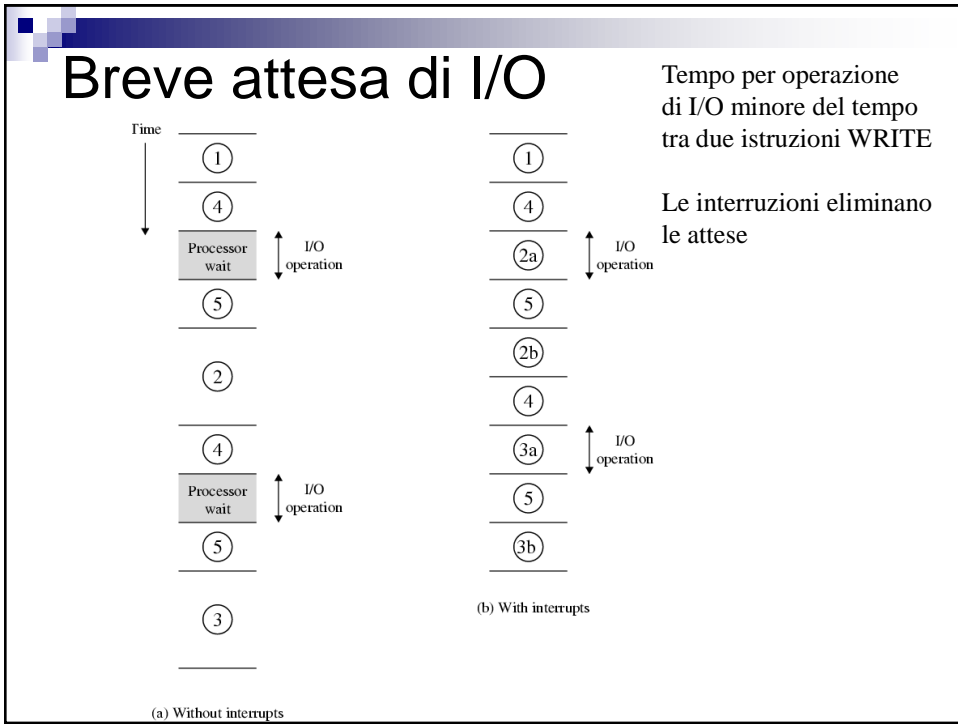 Breve attesa di I/O
Tempo per operazione
di I/O minore del tempo
tra due istruzioni WRITE
Le interruzioni eliminano
le attese
Time
1
4
Processor
wait
I/O
operation
5
2
4
Processor
wait
I/O
operation
5
3
(a) Without interrupts
1
4
2a
I/O
operation
5
2b
4
3a
I/O
operation
5
3b
(b) With interrupts